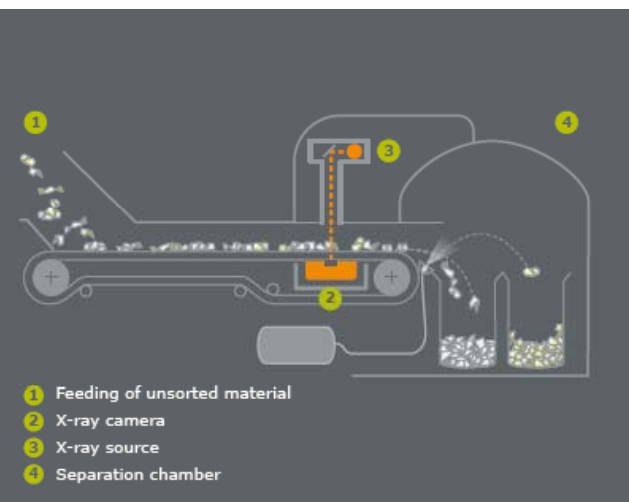 1
4
3
2
1 Feeding of unsorted material
2 X-ray camera
3 X-ray source
4 Separation chamber